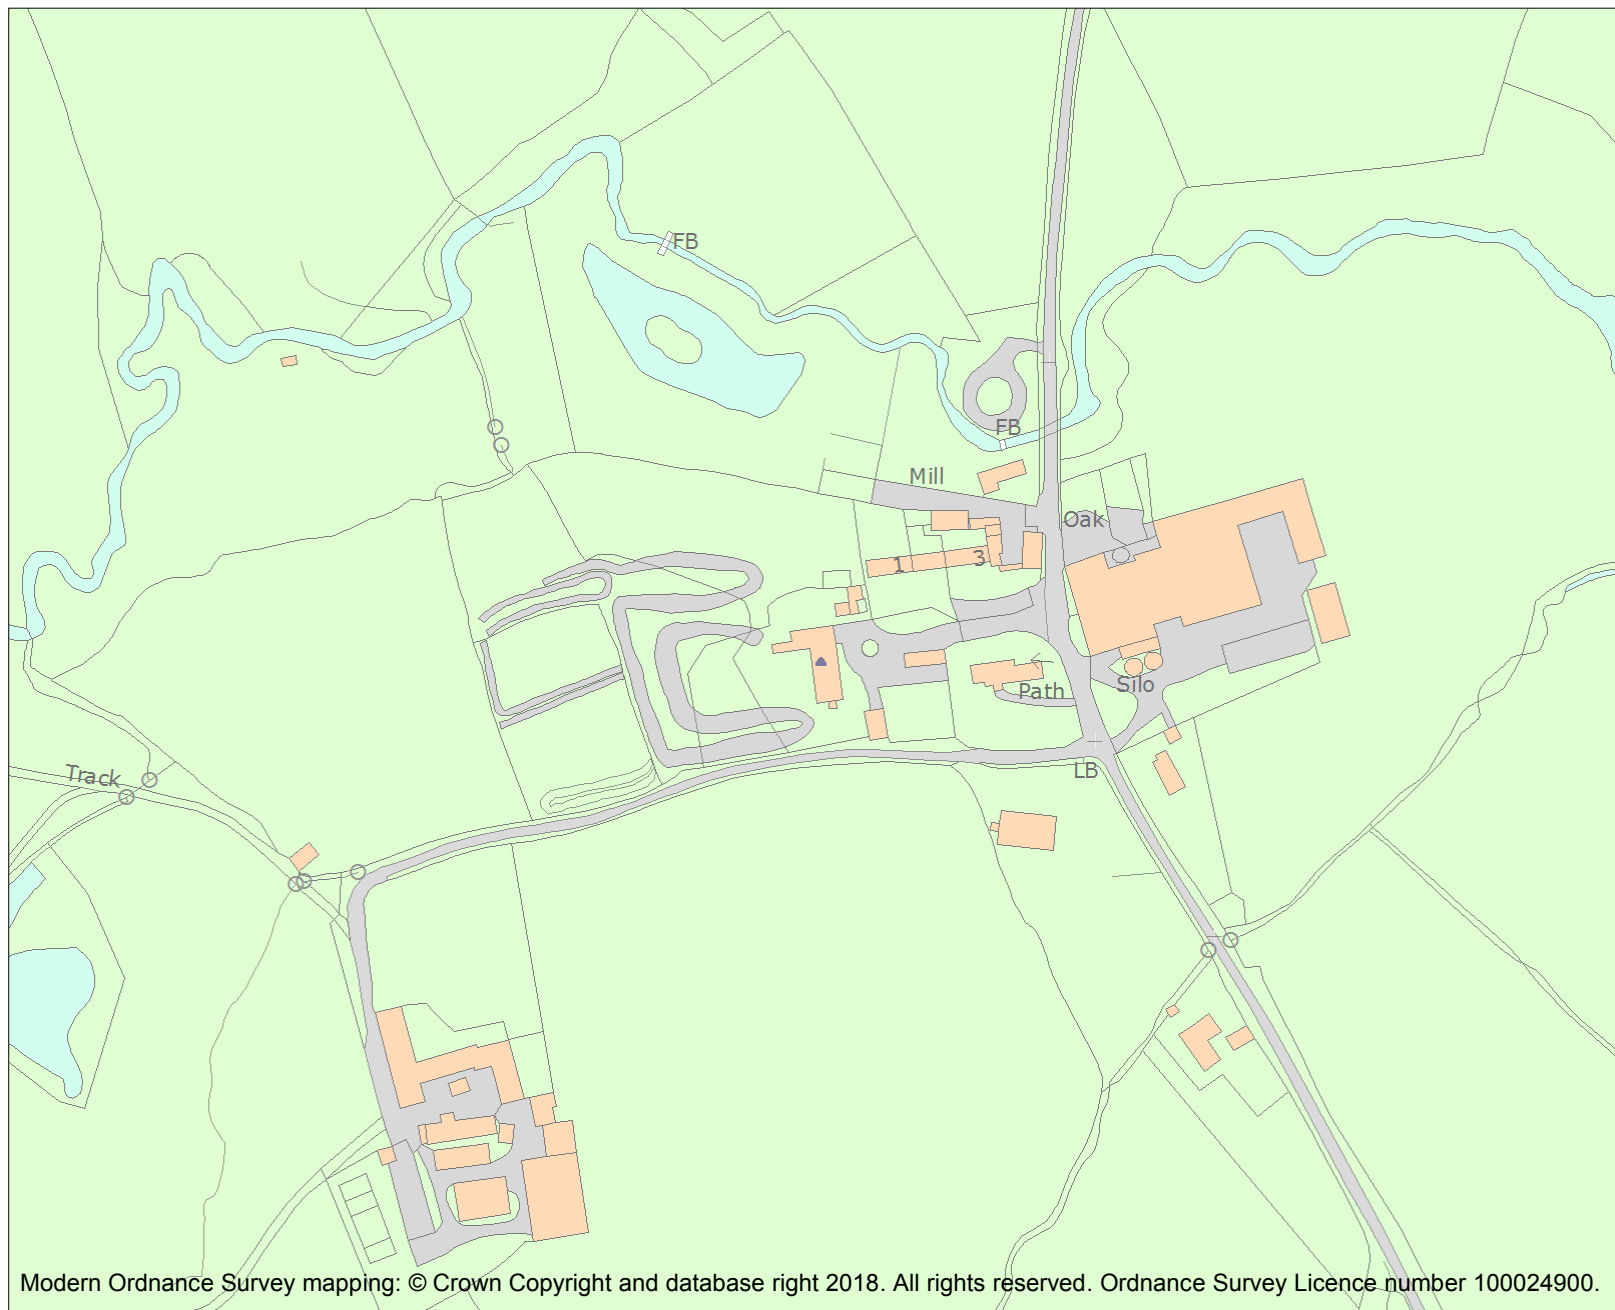 FB
FB
Mill
Oak
1
3
Path
Silo
LB
Track
Modern Ordnance Survey mapping: © Crown Copyright and database right 2018. All rights reserved. Ordnance Survey Licence number 100024900.